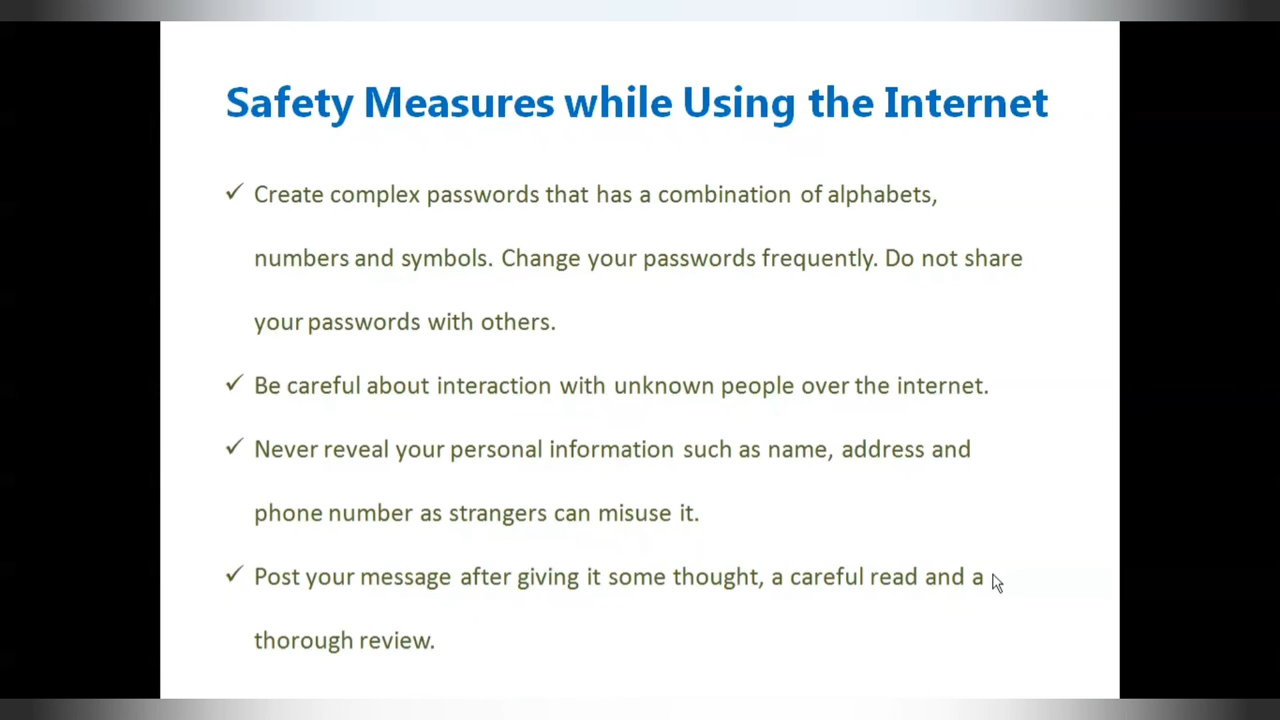 Safety Measures while Using the Internet
✓ Create complex passwords that has a combination of alphabets,
numbers and symbols. Change your passwords frequently. Do not share
your passwords with others.
✓ Be careful about interaction with unknown people over the internet.
✓ Never reveal your personal information such as name, address and
phone number as strangers can misuse it.
✓ Post your message after giving it some thought, a careful read and a
thorough review.